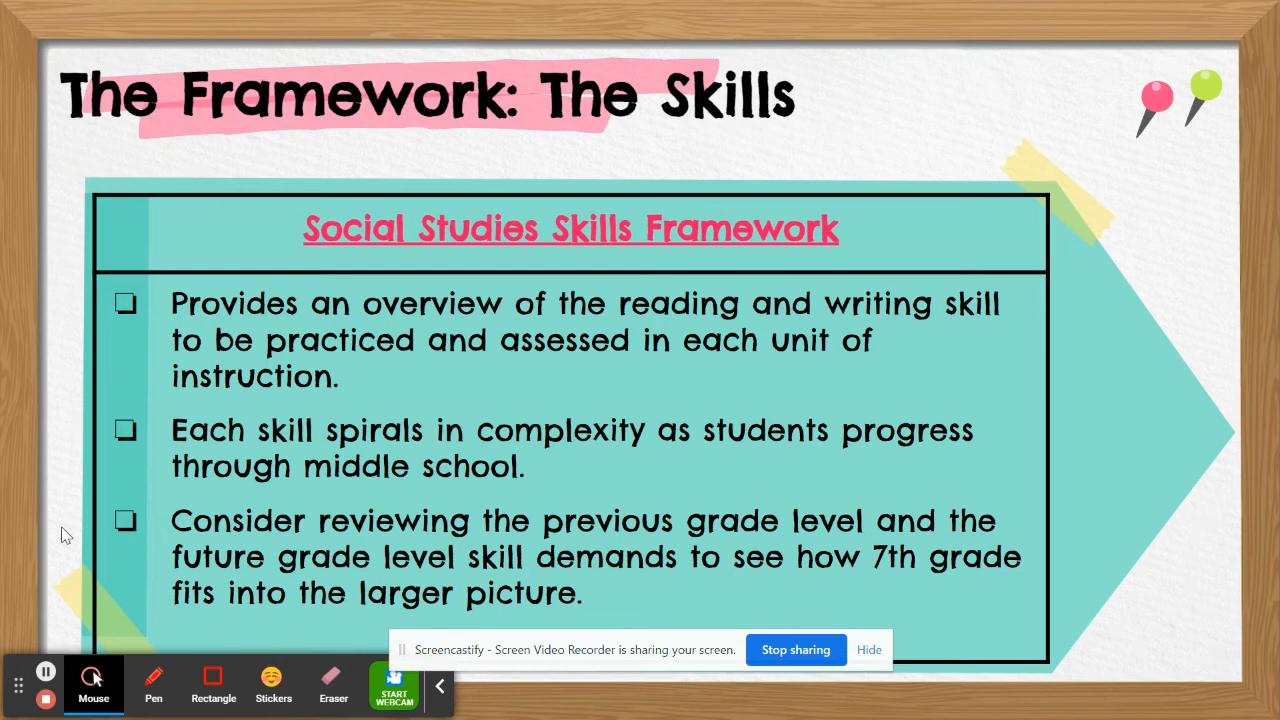 The Framework: The Skills
Social Studies Skills Framework
❏ Provides an overview of the reading and writing skill
to be practiced and assessed in each unit of
instruction.
❏ Each skill spirals in complexity as students progress
through middle school.
❏ Consider reviewing the previous grade level and the
future grade level skill demands to see how 7th grade
fits into the larger picture.
Screencastify - Screen Video Recorder is sharing your screen. Stop sharing Hide
Mouse Pen Rectangle Stickers Eraser START
WEBCAM